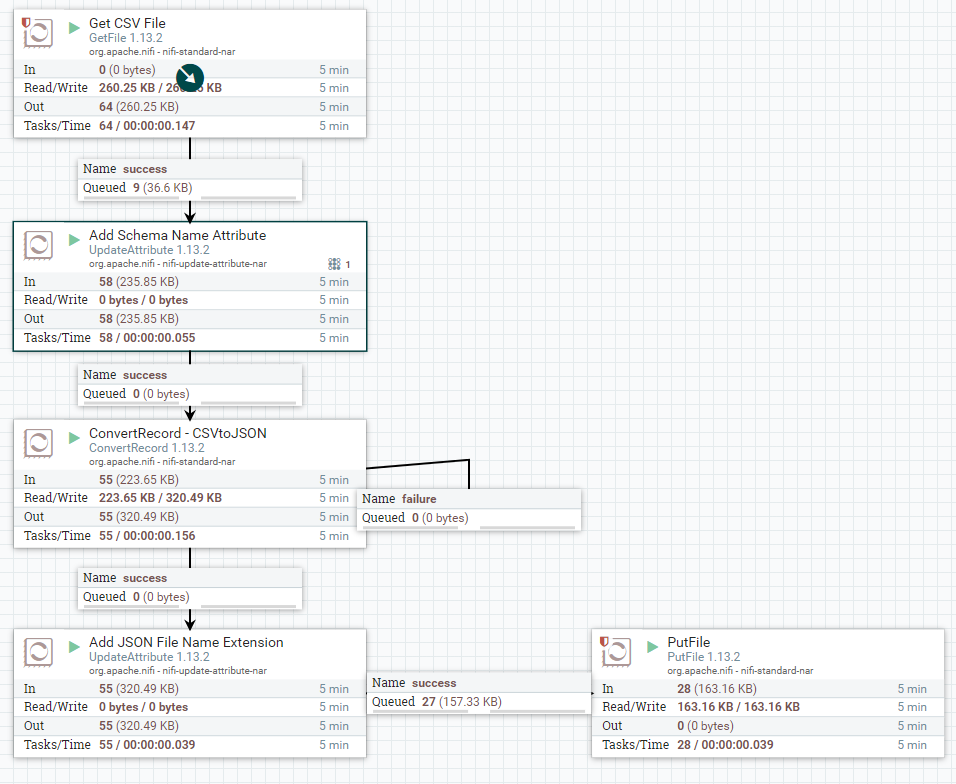 Get CSV File
GetFile 1.13.2
org.apache.nifi - nifi-standard-nar
In 0 (0 bytes) 5 min
Read/Write 260.25 KB / 26 KB 5 min
Out 64 (260.25 KB) 5 min
Tasks/Time 64 / 00:00:00.147 5 min
Name success
Queued 9 (36.6 KB)
Add Schema Name Attribute
UpdateAttribute 1.13.2
org.apache.nifi - nifi-update-attribute-nar
1
In 58 (235.85 KB) 5 min
Read/Write 0 bytes / 0 bytes 5 min
Out 58 (235.85 KB) 5 min
Tasks/Time 58 / 00:00:00.055 5 min
Name success
Queued 0 (0 bytes)
ConvertRecord - CSVtoJSON
ConvertRecord 1.13.2
org.apache.nifi - nifi-standard-nar
In 55 (223.65 KB) 5 min
Read/Write 223.65 KB / 320.49 KB 5 min
Out 55 (320.49 KB) 5 min
Tasks/Time 55 / 00:00:00.156 5 min
Name failure
Queued 0 (0 bytes)
Name success
Queued 0 (0 bytes)
Add JSON File Name Extension
UpdateAttribute 1.13.2
org.apache.nifi - nifi-update-attribute-nar
In 55 (320.49 KB) 5 min
Read/Write 0 bytes / 0 bytes 5 min
Out 55 (320.49 KB) 5 min
Tasks/Time 55 / 00:00:00.039 5 min
Name success
Queued 27 (157.33 KB)
PutFile
PutFile 1.13.2
org.apache.nifi - nifi-standard-nar
In 28 (163.16 KB) 5 min
Read/Write 163.16 KB / 163.16 KB 5 min
Out 0 (0 bytes) 5 min
Tasks/Time 28 / 00:00:00.039 5 min